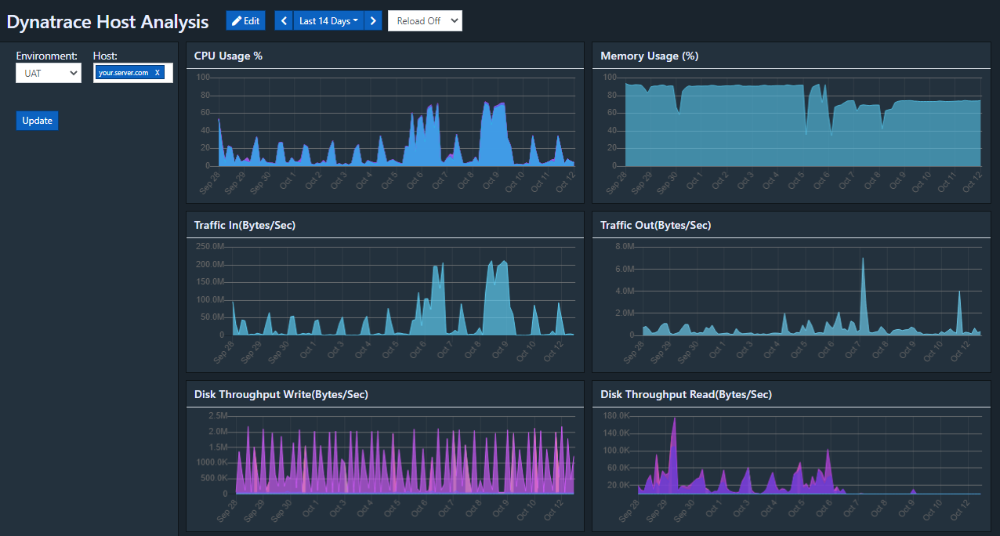 Dynatrace Host Analysis Edit Last 14 Days Reload Off
Environment: Host:
UAT your.server.com X
Update
CPU Usage %
100
80
60
40
20
0
Sep 28 Sep 29 Sep 30 Oct 1 Oct 2 Oct 3 Oct 4 Oct 5 Oct 6 Oct 7 Oct 8 Oct 9 Oct 10 Oct 11 Oct 12
Memory Usage (%)
100
80
60
40
20
0
Sep 28 Sep 29 Sep 30 Oct 1 Oct 2 Oct 3 Oct 4 Oct 5 Oct 6 Oct 7 Oct 8 Oct 9 Oct 10 Oct 11 Oct 12
Traffic In(Bytes/Sec)
250.0M
200.0M
150.0M
100.0M
50.0M
0
Sep 28 Sep 29 Sep 30 Oct 1 Oct 3 Oct 4 Oct 5 Oct 6 Oct 7 Oct 8 Oct 9 Oct 10 Oct 12
Traffic Out(Bytes/Sec)
8.0M
6.0M
4.0M
2.0M
0
Sep 28 Sep 29 Sep 30 Oct 1 Oct 3 Oct 4 Oct 5 Oct 6 Oct 7 Oct 8 Oct 9 Oct 10 Oct 12
Disk Throughput Write(Bytes/Sec)
2.5M
2.0M
1.5M
1000.0K
500.0K
0
Sep 28 Sep 29 Sep 30 Oct 1 Oct 3 Oct 4 Oct 5 Oct 6 Oct 7 Oct 8 Oct 9 Oct 10 Oct 12
Disk Throughput Read(Bytes/Sec)
180.0K
140.0K
100.0K
60.0K
20.0K
Sep 28 Sep 29 Sep 30 Oct 1 Oct 3 Oct 4 Oct 5 Oct 6 Oct 7 Oct 8 Oct 9 Oct 10 Oct 12